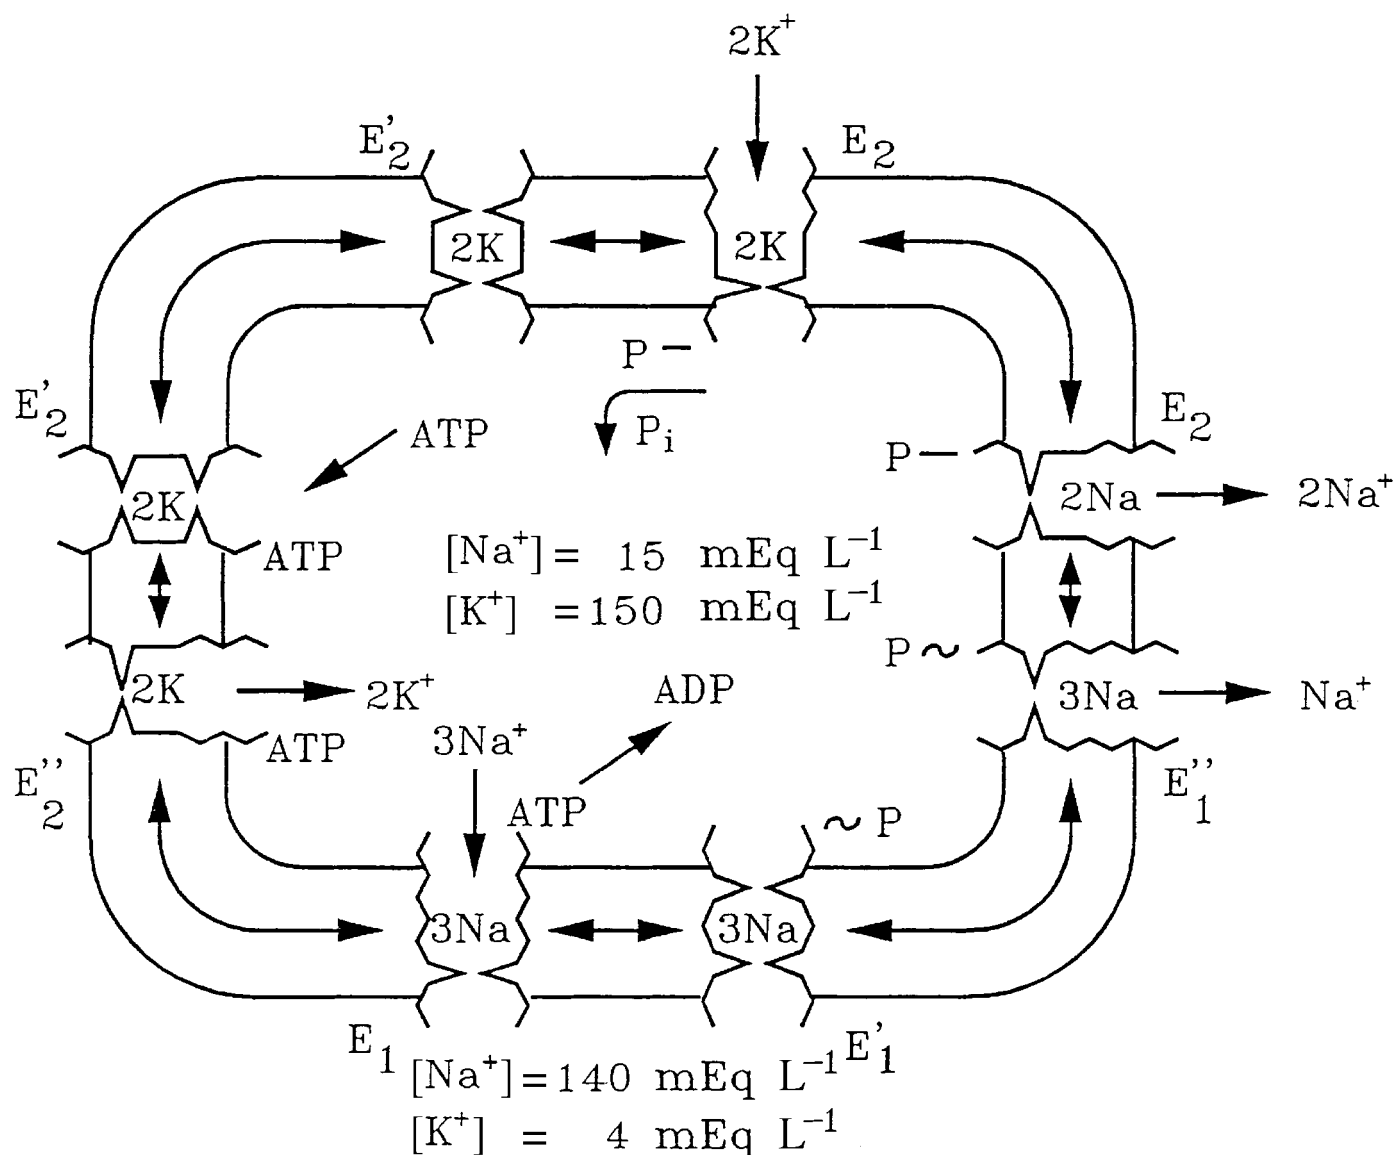 2K⁺
E'₂
E₂
2K
2K
P −
Pᵢ
E'₂
ATP
E₂
P −
2K
2Na
2Na⁺
ATP
[Na⁺] = 15 mEq L⁻¹
[K⁺] = 150 mEq L⁻¹
P ~
2K
2K⁺
ADP
3Na
Na⁺
ATP
3Na⁺
E''₂
E''₁
ATP
~ P
3Na
3Na
E₁
E'₁
[Na⁺] = 140 mEq L⁻¹
[K⁺] = 4 mEq L⁻¹